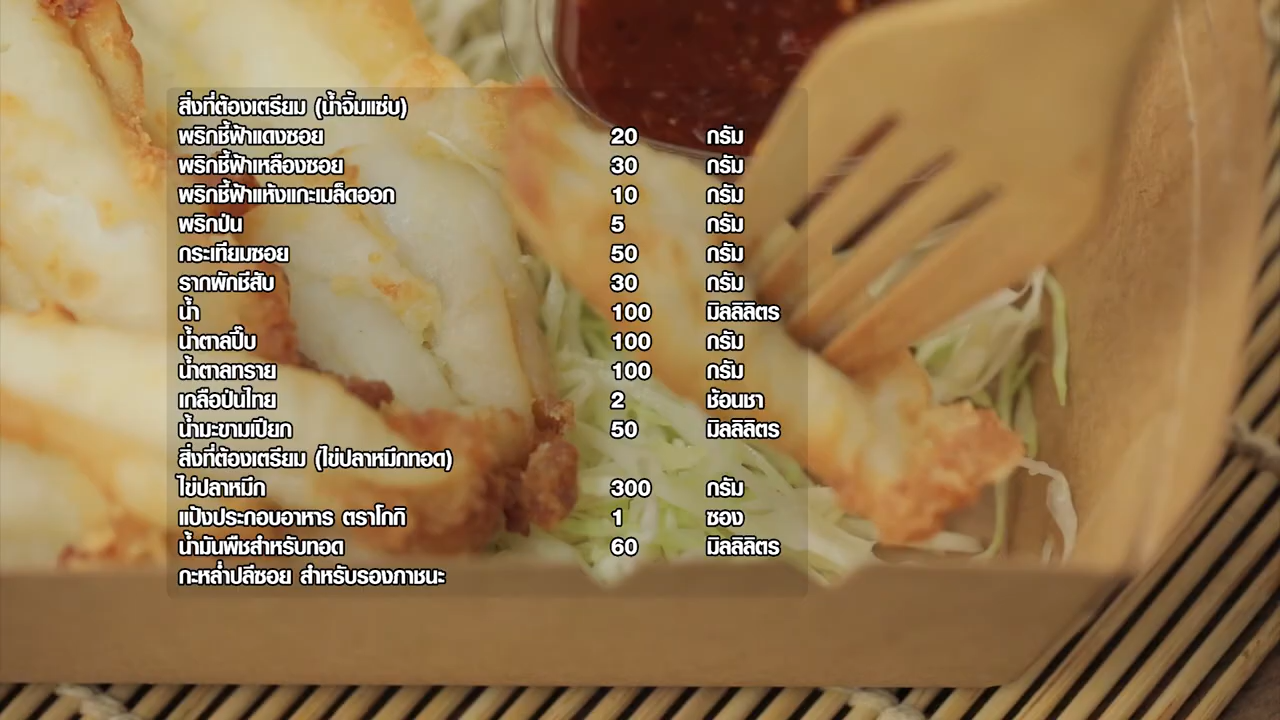 สิ่งที่ต้องเตรียม (น้ำจิ้มแซ่บ)
พริกชี้ฟ้าแดงซอย 20 กรัม
พริกชี้ฟ้าเหลืองซอย 30 กรัม
พริกชี้ฟ้าแห้งแกะเมล็ดออก 10 กรัม
พริกป่น 5 กรัม
กระเทียมซอย 50 กรัม
รากผักชีสับ 30 กรัม
น้ำ 100 มิลลิลิตร
น้ำตาลปี๊บ 100 กรัม
น้ำตาลทราย 100 กรัม
เกลือป่นไทย 2 ช้อนชา
น้ำมะขามเปียก 50 มิลลิลิตร
สิ่งที่ต้องเตรียม (ไข่ปลาหมึกทอด)
ไข่ปลาหมึก 300 กรัม
แป้งประกอบอาหาร ตราโกกิ 1 ซอง
น้ำมันพืชสำหรับทอด 60 มิลลิลิตร
กะหล่ำปลีซอย สำหรับรองภาชนะ